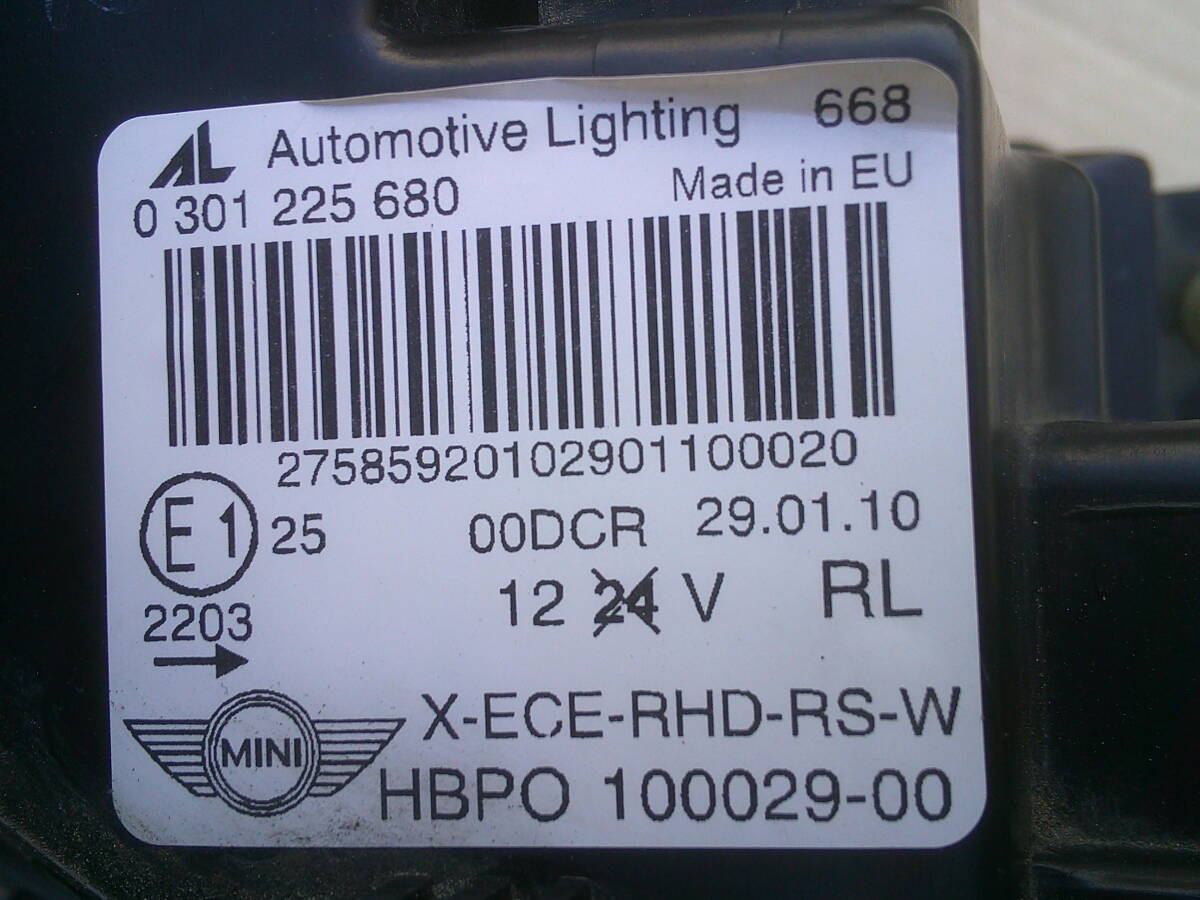 AL Automotive Lighting 668
0 301 225 680 Made in EU
27585920102901100020
E1 25 00DCR 29.01.10
2203 12 24 V RL
MINI X-ECE-RHD-RS-W
HBPO 100029-00